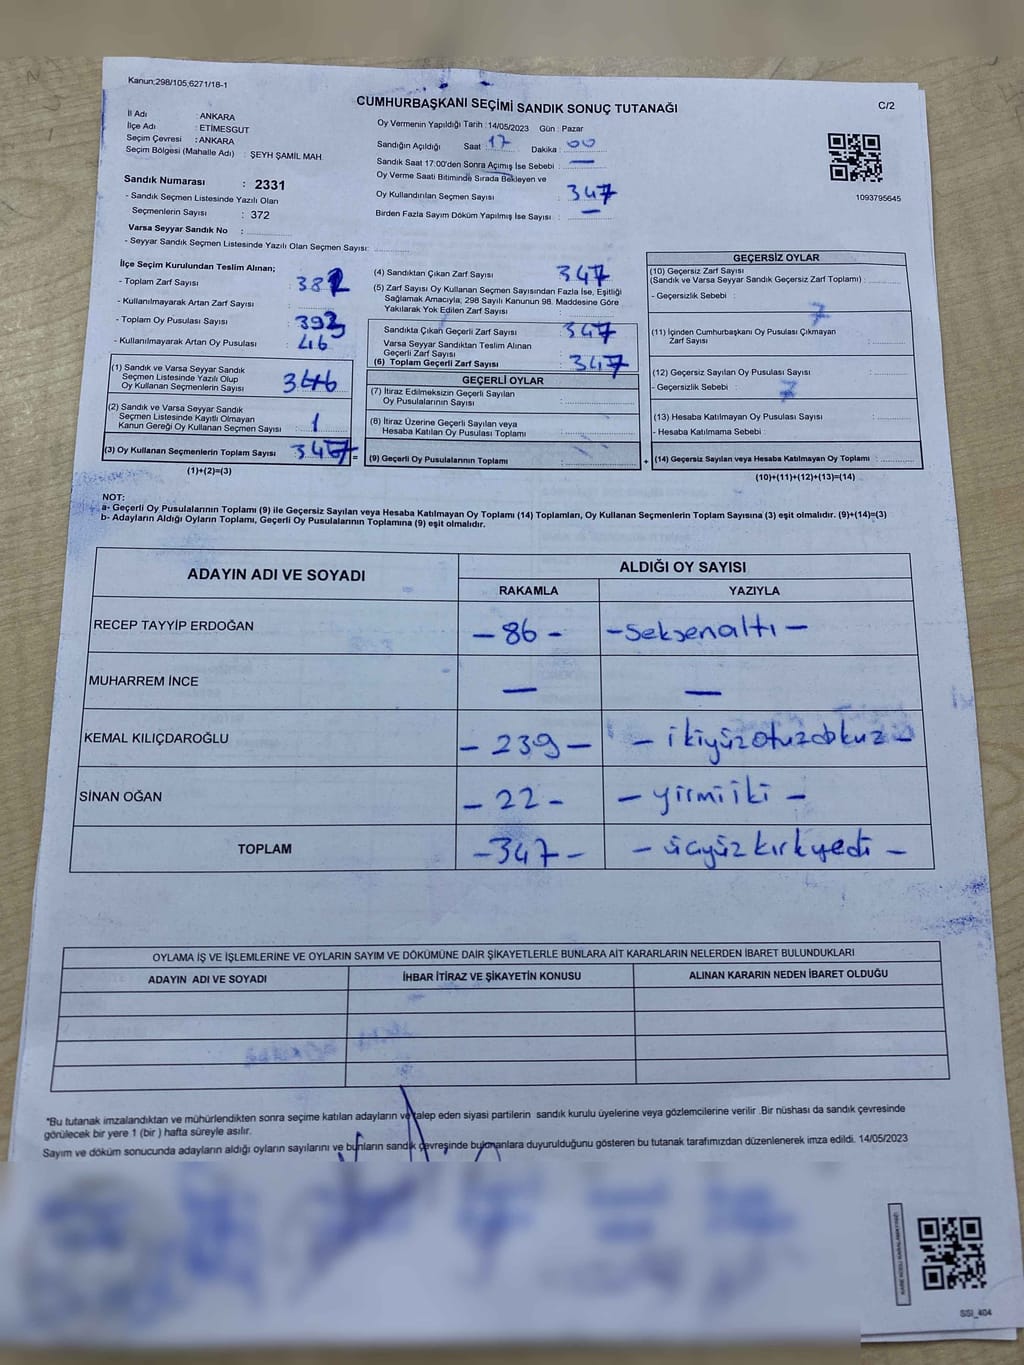 Kanun;298/105,6271/18-1
CUMHURBAŞKANI SEÇİMİ SANDIK SONUÇ TUTANAĞI
C/2
İl Adı : ANKARA
İlçe Adı : ETİMESGUT
Seçim Çevresi : ANKARA
Seçim Bölgesi (Mahalle Adı) : ŞEYH ŞAMİL MAH.
Oy Vermenin Yapıldığı Tarih :14/05/2023 Gün : Pazar
Sandığın Açıldığı Saat 17 Dakika : 00
Sandık Saat 17:00'den Sonra Açımış İse Sebebi : —
Oy Verme Saati Bitiminde Sırada Bekleyen ve
Oy Kullandırılan Seçmen Sayısı : 347
Birden Fazla Sayım Döküm Yapılmış İse Sayısı : —
1093795645
Sandık Numarası : 2331
- Sandık Seçmen Listesinde Yazılı Olan
Seçmenlerin Sayısı : 372
Varsa Seyyar Sandık No :
- Seyyar Sandık Seçmen Listesinde Yazılı Olan Seçmen Sayısı:
İlçe Seçim Kurulundan Teslim Alınan;
- Toplam Zarf Sayısı :
- Kullanılmayarak Artan Zarf Sayısı :
- Toplam Oy Pusulası Sayısı :
- Kullanılmayarak Artan Oy Pusulası : 46
(1) Sandık ve Varsa Seyyar Sandık
Seçmen Listesinde Yazılı Olup
Oy Kullanan Seçmenlerin Sayısı : 346
(2) Sandık ve Varsa Seyyar Sandık
Seçmen Listesinde Kayıtlı Olmayan
Kanun Gereği Oy Kullanan Seçmen Sayısı : 1
(3) Oy Kullanan Seçmenlerin Toplam Sayısı : 347 =
(1)+(2)=(3)
(4) Sandıktan Çıkan Zarf Sayısı : 347
(5) Zarf Sayısı Oy Kullanan Seçmen Sayısından Fazla İse, Eşitliği
Sağlamak Amacıyla; 298 Sayılı Kanunun 98. Maddesine Göre
Yakılarak Yok Edilen Zarf Sayısı :
Sandıkta Çıkan Geçerli Zarf Sayısı : 347
Varsa Seyyar Sandıktan Teslim Alınan
Geçerli Zarf Sayısı :
(6) Toplam Geçerli Zarf Sayısı : 347
GEÇERLİ OYLAR
(7) İtiraz Edilmeksizin Geçerli Sayılan
Oy Pusulalarının Sayısı :
(8) İtiraz Üzerine Geçerli Sayılan veya
Hesaba Katılan Oy Pusulası Toplamı :
(9) Geçerli Oy Pusulalarının Toplamı : +
GEÇERSİZ OYLAR
(10) Geçersiz Zarf Sayısı
(Sandık ve Varsa Seyyar Sandık Geçersiz Zarf Toplamı) :
- Geçersizlik Sebebi :
(11) İçinden Cumhurbaşkanı Oy Pusulası Çıkmayan
Zarf Sayısı :
(12) Geçersiz Sayılan Oy Pusulası Sayısı :
- Geçersizlik Sebebi :
(13) Hesaba Katılmayan Oy Pusulası Sayısı :
- Hesaba Katılmama Sebebi :
(14) Geçersiz Sayılan veya Hesaba Katılmayan Oy Toplamı :
(10)+(11)+(12)+(13)=(14)
NOT:
a- Geçerli Oy Pusulalarının Toplamı (9) ile Geçersiz Sayılan veya Hesaba Katılmayan Oy Toplamı (14) Toplamları, Oy Kullanan Seçmenlerin Toplam Sayısına (3) eşit olmalıdır. (9)+(14)=(3)
b- Adayların Aldığı Oyların Toplamı, Geçerli Oy Pusulalarının Toplamına (9) eşit olmalıdır.
ADAYIN ADI VE SOYADI ALDIĞI OY SAYISI
RAKAMLA YAZIYLA
RECEP TAYYİP ERDOĞAN - 86 - - Seksenaltı -
MUHARREM İNCE — —
KEMAL KILIÇDAROĞLU - 239 - - ikiyüzotuzdokuz -
SİNAN OĞAN - 22 - - yirmiiki -
TOPLAM - 347 - - üçyüzkırkyedi -
OYLAMA İŞ VE İŞLEMLERİNE VE OYLARIN SAYIM VE DÖKÜMÜNE DAİR ŞİKAYETLERLE BUNLARA AİT KARARLARIN NELERDEN İBARET BULUNDUKLARI
ADAYIN ADI VE SOYADI İHBAR İTİRAZ VE ŞİKAYETİN KONUSU ALINAN KARARIN NEDEN İBARET OLDUĞU
*Bu tutanak imzalandıktan ve mühürlendikten sonra seçime katılan adayların ve talep eden siyasi partilerin sandık kurulu üyelerine veya gözlemcilerine verilir .Bir nüshası da sandık çevresinde
görülecek bir yere 1 (bir ) hafta süreyle asılır.
Sayım ve döküm sonucunda adayların aldığı oyların sayılarını ve bunların sandık çevresinde bulunanlara duyurulduğunu gösteren bu tutanak tarafımızdan düzenlenerek imza edildi. 14/05/2023
SSI_404